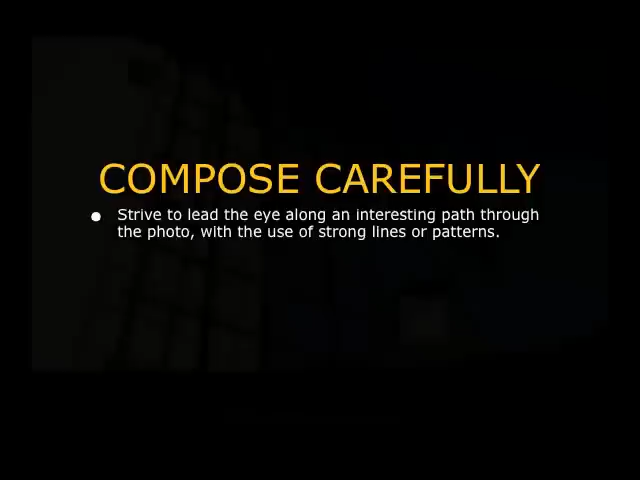 COMPOSE CAREFULLY
● Strive to lead the eye along an interesting path through
the photo, with the use of strong lines or patterns.